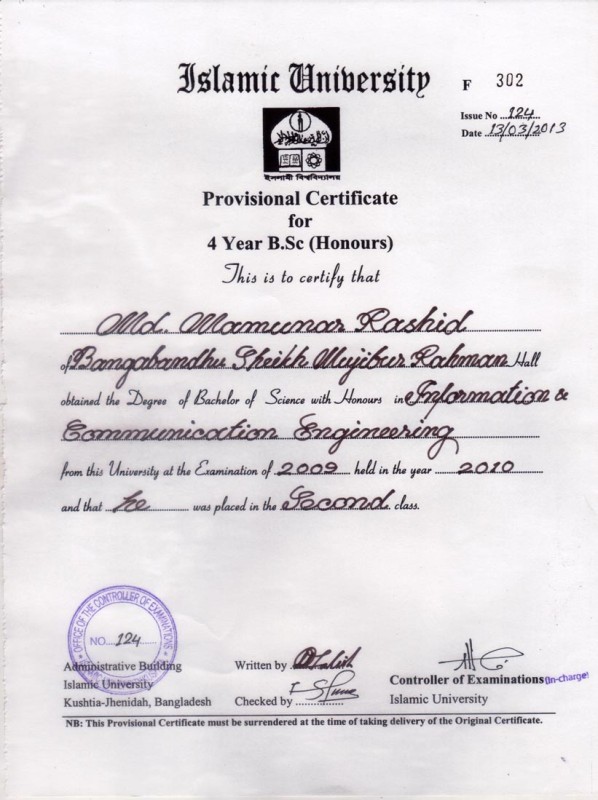 Islamic University
F 302
Issue No ..124..
Date ..13/03/2013
ইসলামী বিশ্ববিদ্যালয়
Provisional Certificate
for
4 Year B.Sc (Honours)
This is to certify that
Md. Mamunar Rashid
of Bangabandhu Sheikh Mujibur Rahman Hall
obtained the Degree of Bachelor of Science with Honours in Information &
Communication Engineering
from this University at the Examination of 2009 held in the year 2010
and that he was placed in the Second class.
OFFICE OF THE CONTROLLER OF EXAMINATIONS
NO. 124
Administrative Building
Islamic University
Kushtia-Jhenidah, Bangladesh
Written by
Checked by
Controller of Examinations (In-charge)
Islamic University
NB: This Provisional Certificate must be surrendered at the time of taking delivery of the Original Certificate.